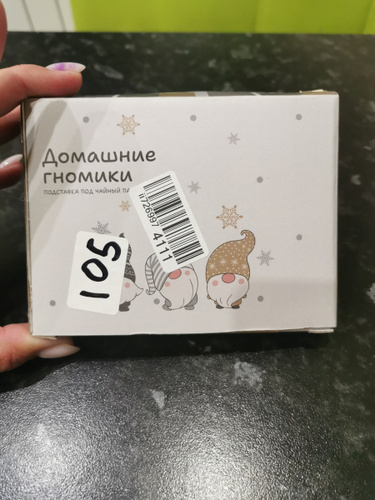 Домашние
гномики
ПОДСТАВКА ПОД ЧАЙНЫЙ
4111
105